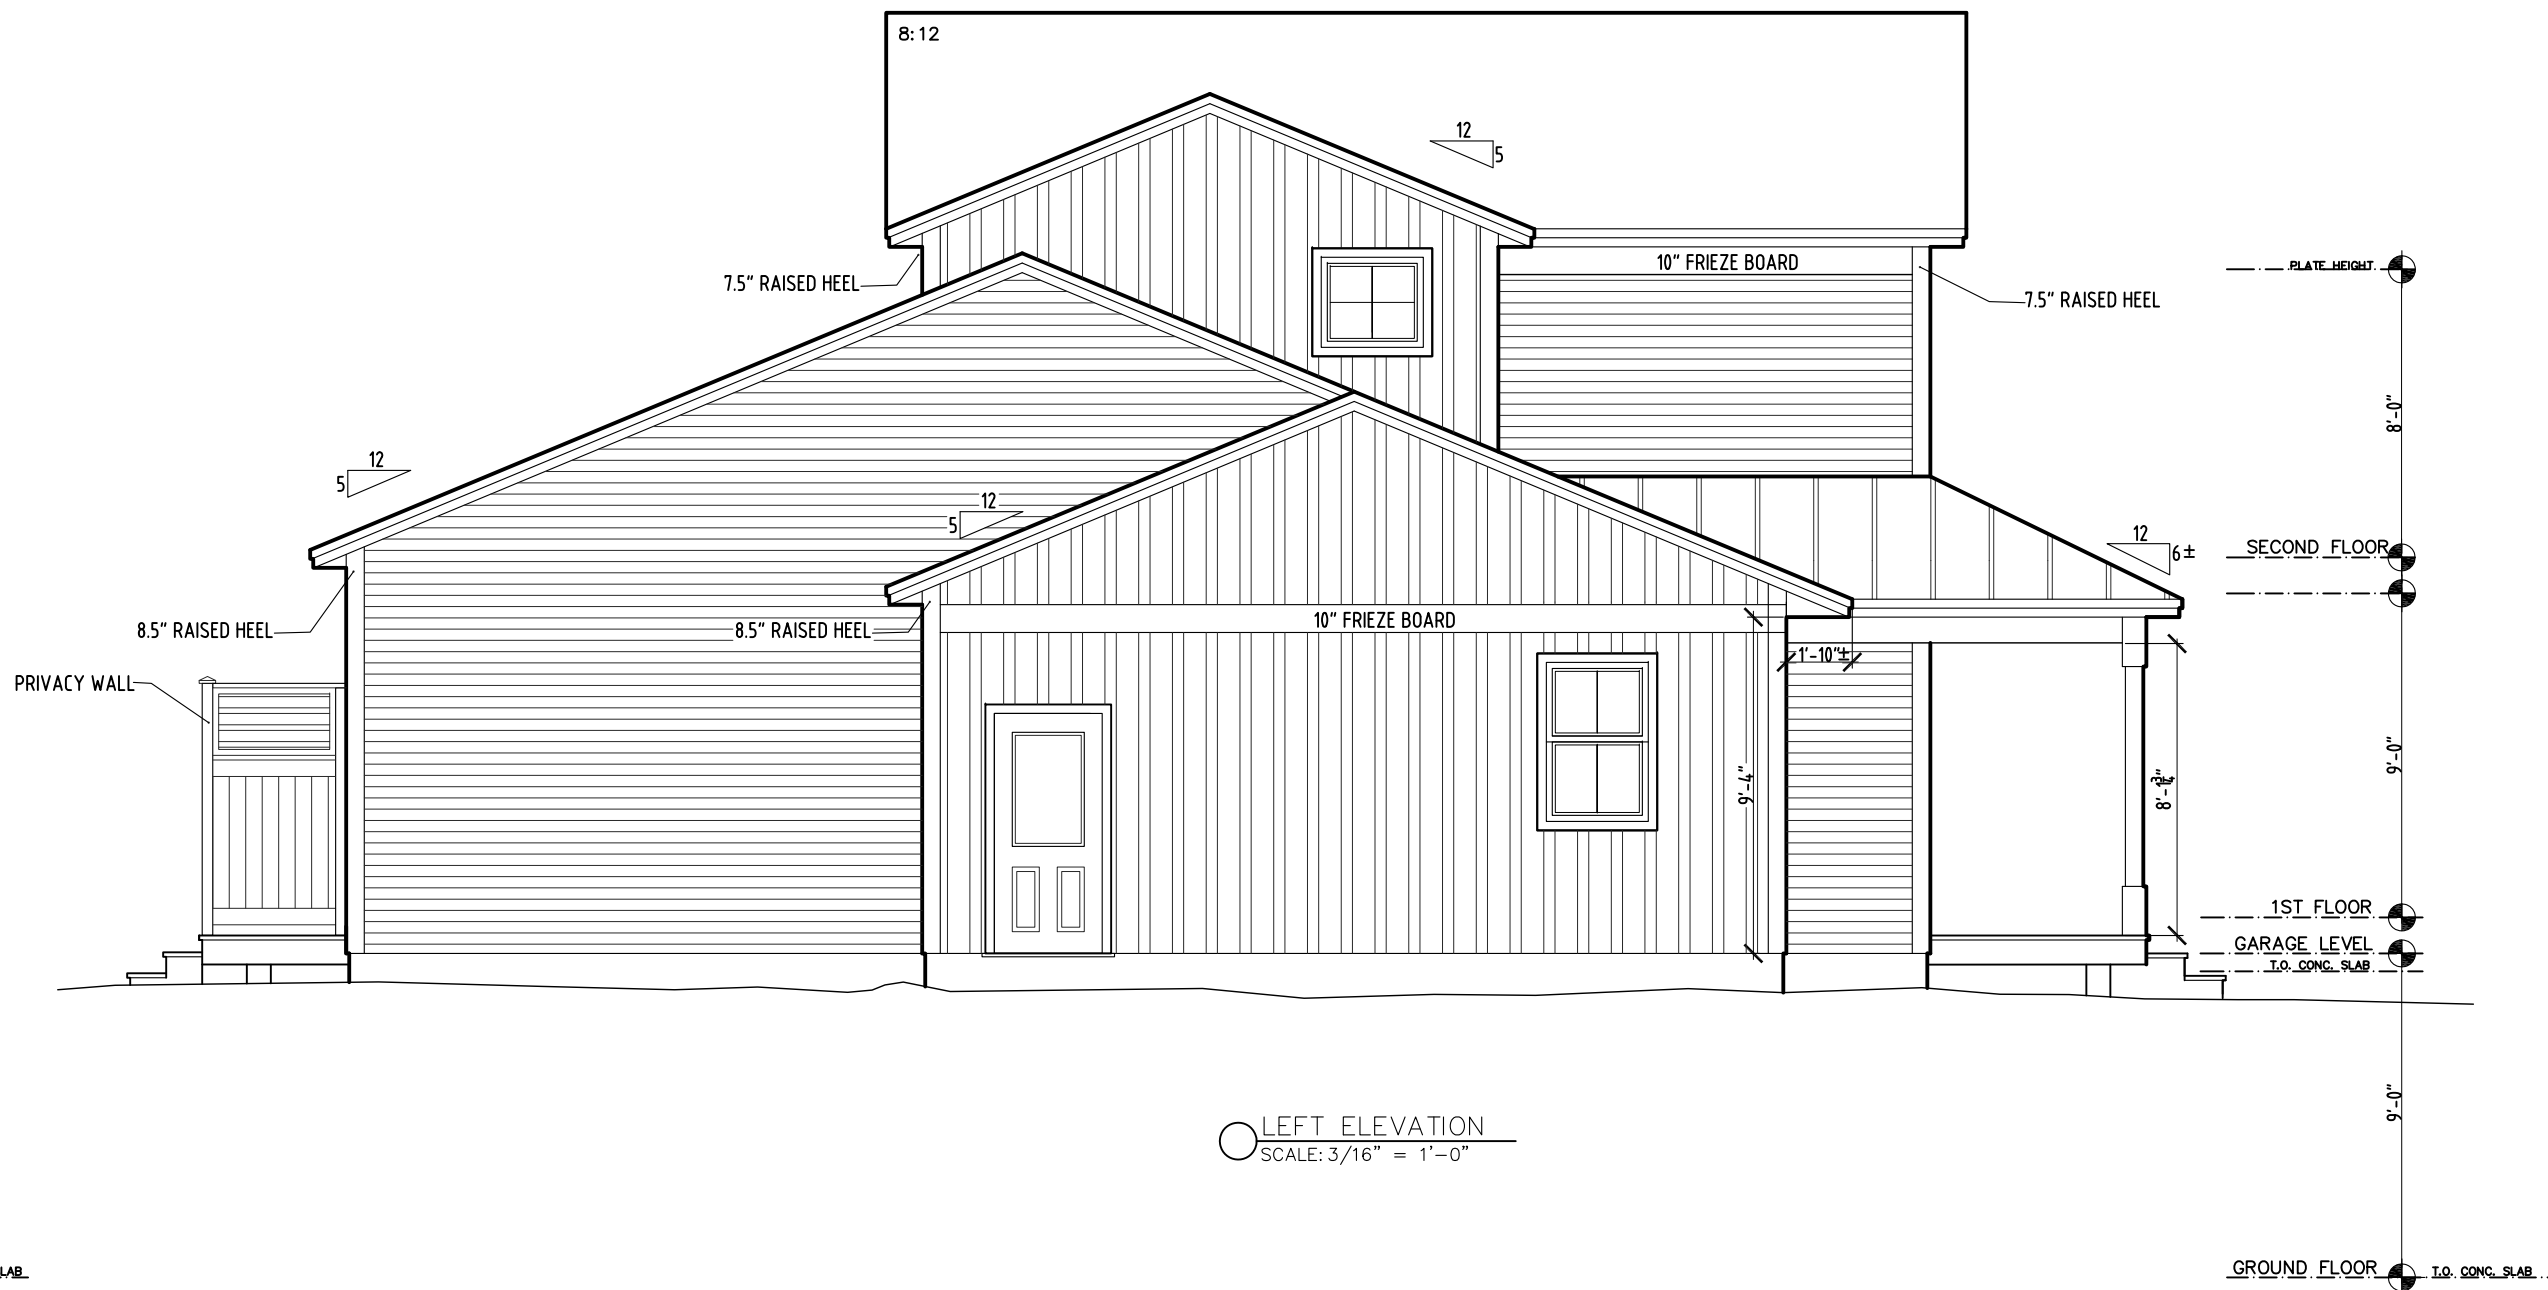 8:12
12
5
7.5" RAISED HEEL
10" FRIEZE BOARD
PLATE HEIGHT
7.5" RAISED HEEL
8'-0"
12
5
12
5
12
6±
SECOND FLOOR
8.5" RAISED HEEL
8.5" RAISED HEEL
10" FRIEZE BOARD
1'-10"±
PRIVACY WALL
9'-4"
8'-1¾"
9'-0"
1ST FLOOR
GARAGE LEVEL
T.O. CONC. SLAB
9'-0"
LEFT ELEVATION
SCALE: 3/16" = 1'-0"
LAB
GROUND FLOOR
T.O. CONC. SLAB